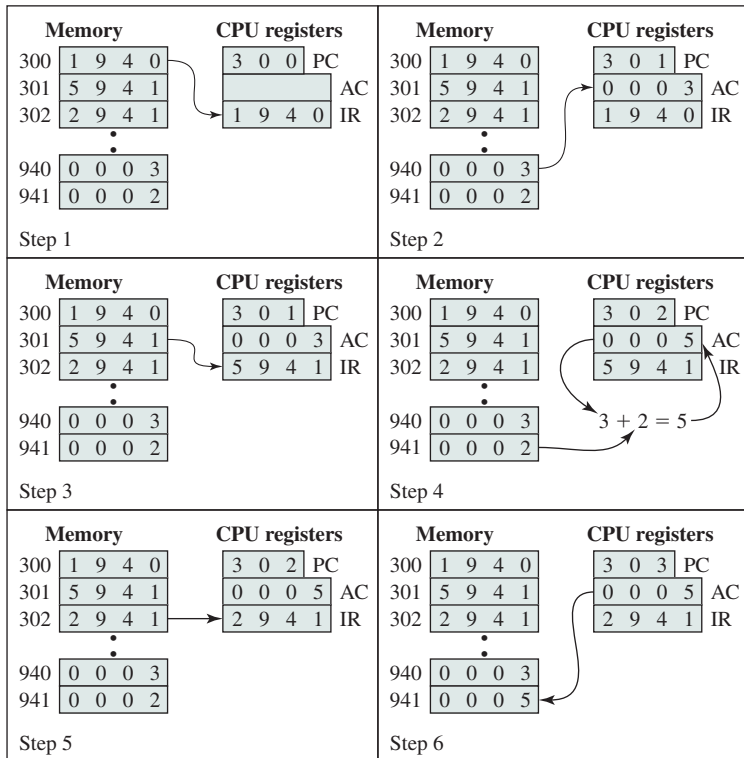 Memory CPU registers
300 1 9 4 0 3 0 0 PC
301 5 9 4 1 AC
302 2 9 4 1 1 9 4 0 IR
940 0 0 0 3
941 0 0 0 2
Step 1
Memory CPU registers
300 1 9 4 0 3 0 1 PC
301 5 9 4 1 0 0 0 3 AC
302 2 9 4 1 1 9 4 0 IR
940 0 0 0 3
941 0 0 0 2
Step 2
Memory CPU registers
300 1 9 4 0 3 0 1 PC
301 5 9 4 1 0 0 0 3 AC
302 2 9 4 1 5 9 4 1 IR
940 0 0 0 3
941 0 0 0 2
Step 3
Memory CPU registers
300 1 9 4 0 3 0 2 PC
301 5 9 4 1 0 0 0 5 AC
302 2 9 4 1 5 9 4 1 IR
940 0 0 0 3 3 + 2 = 5
941 0 0 0 2
Step 4
Memory CPU registers
300 1 9 4 0 3 0 2 PC
301 5 9 4 1 0 0 0 5 AC
302 2 9 4 1 2 9 4 1 IR
940 0 0 0 3
941 0 0 0 2
Step 5
Memory CPU registers
300 1 9 4 0 3 0 3 PC
301 5 9 4 1 0 0 0 5 AC
302 2 9 4 1 2 9 4 1 IR
940 0 0 0 3
941 0 0 0 5
Step 6